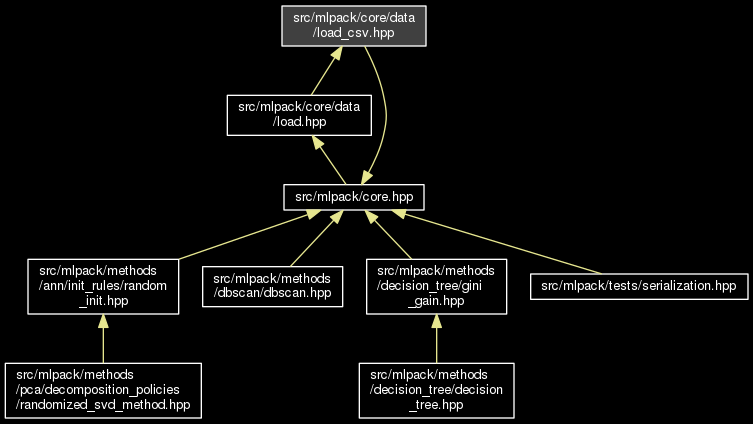 src/mlpack/core/data
/load_csv.hpp
src/mlpack/core/data
/load.hpp
src/mlpack/core.hpp
src/mlpack/methods
/ann/init_rules/random
_init.hpp
src/mlpack/methods
/dbscan/dbscan.hpp
src/mlpack/methods
/decision_tree/gini
_gain.hpp
src/mlpack/tests/serialization.hpp
src/mlpack/methods
/pca/decomposition_policies
/randomized_svd_method.hpp
src/mlpack/methods
/decision_tree/decision
_tree.hpp